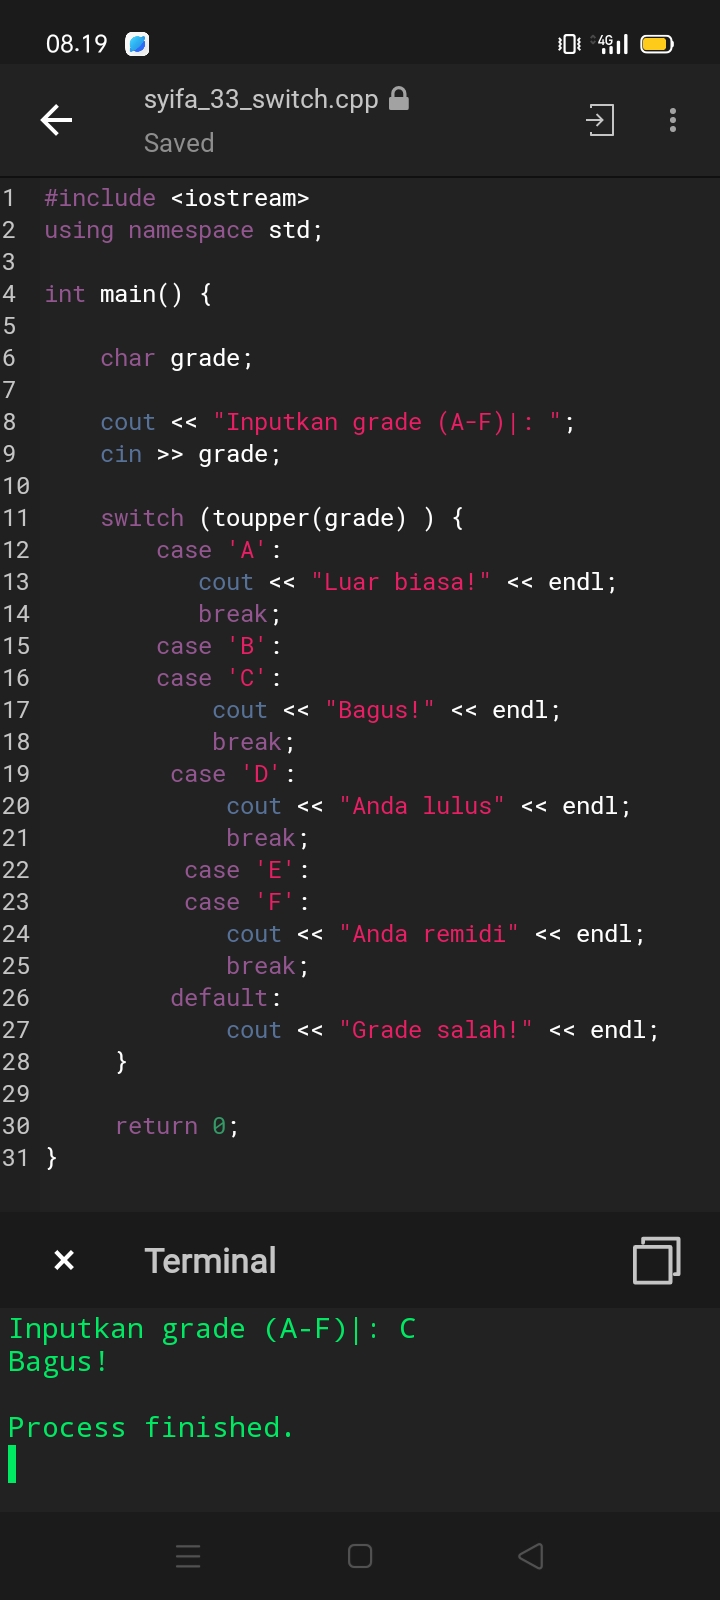 08.19 4G
syifa_33_switch.cpp
Saved
1 #include <iostream>
2 using namespace std;
3
4 int main() {
5
6     char grade;
7
8     cout << "Inputkan grade (A-F)|: ";
9     cin >> grade;
10
11     switch (toupper(grade) ) {
12         case 'A':
13            cout << "Luar biasa!" << endl;
14            break;
15         case 'B':
16         case 'C':
17             cout << "Bagus!" << endl;
18             break;
19          case 'D':
20              cout << "Anda lulus" << endl;
21              break;
22           case 'E':
23           case 'F':
24              cout << "Anda remidi" << endl;
25              break;
26          default:
27              cout << "Grade salah!" << endl;
28      }
29
30      return 0;
31 }
Terminal
Inputkan grade (A-F)|: C
Bagus!
Process finished.